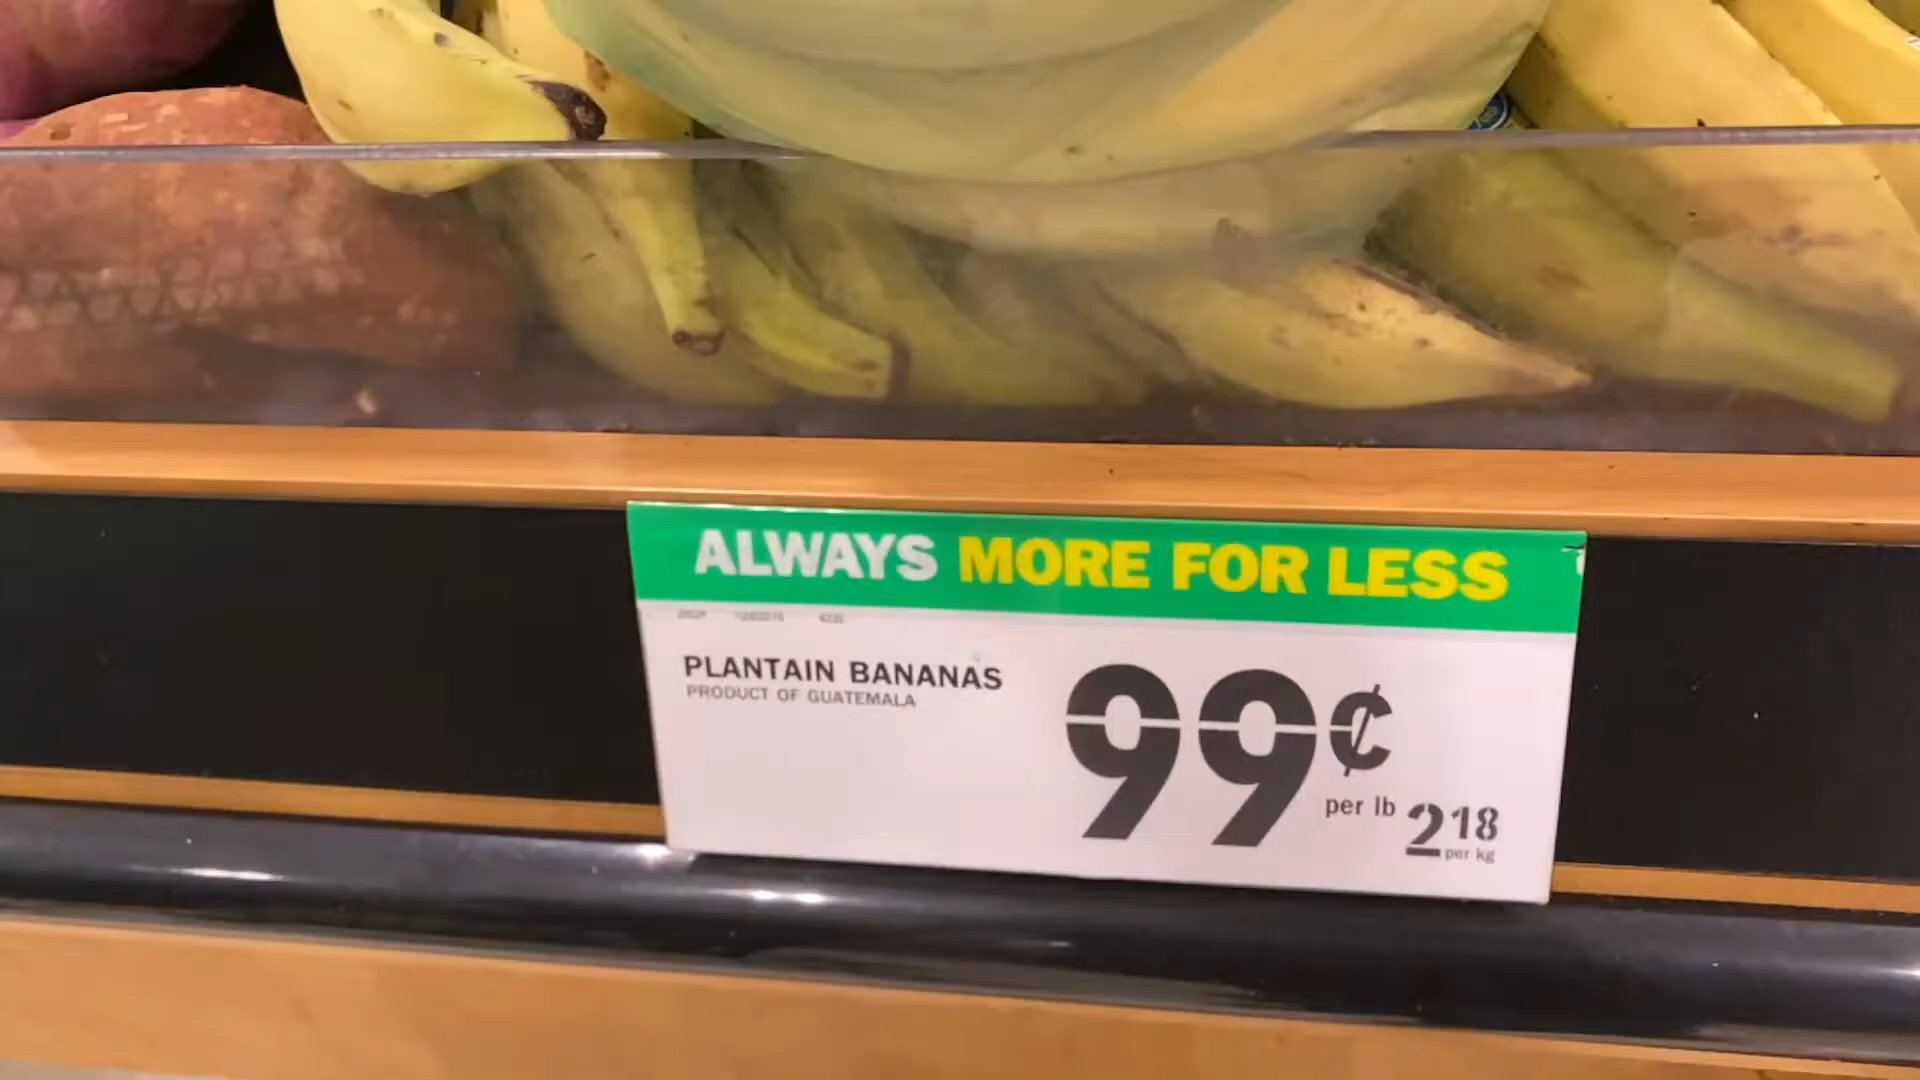 ALWAYS MORE FOR LESS
PLANTAIN BANANAS
PRODUCT OF GUATEMALA
99¢
per lb
2 18
per kg